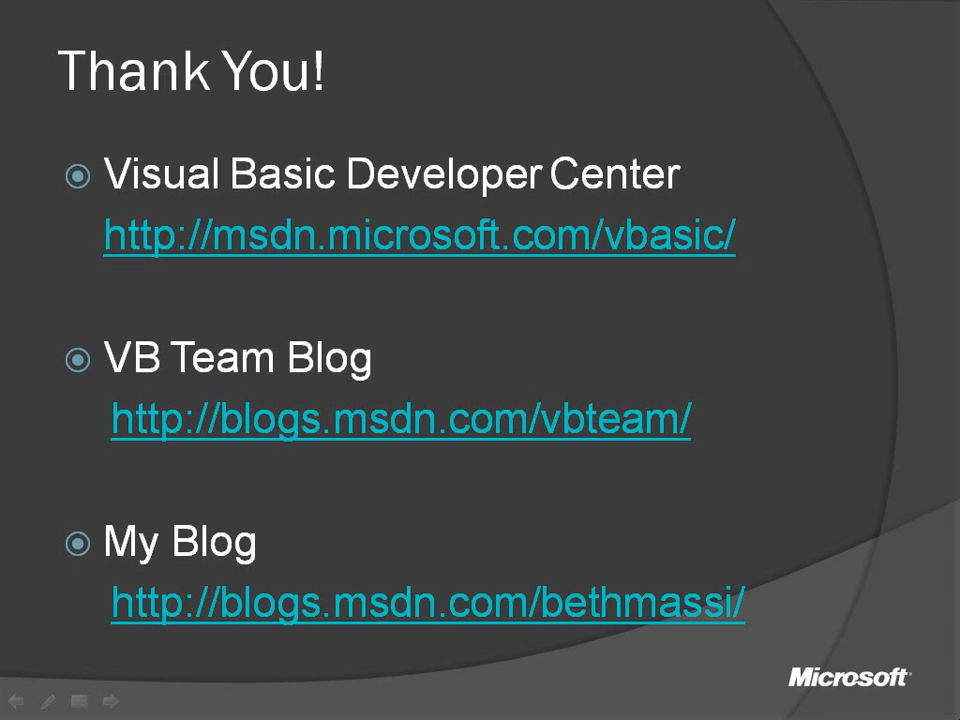 Thank You!
Visual Basic Developer Center
http://msdn.microsoft.com/vbasic/
VB Team Blog
http://blogs.msdn.com/vbteam/
My Blog
http://blogs.msdn.com/bethmassi/
Microsoft